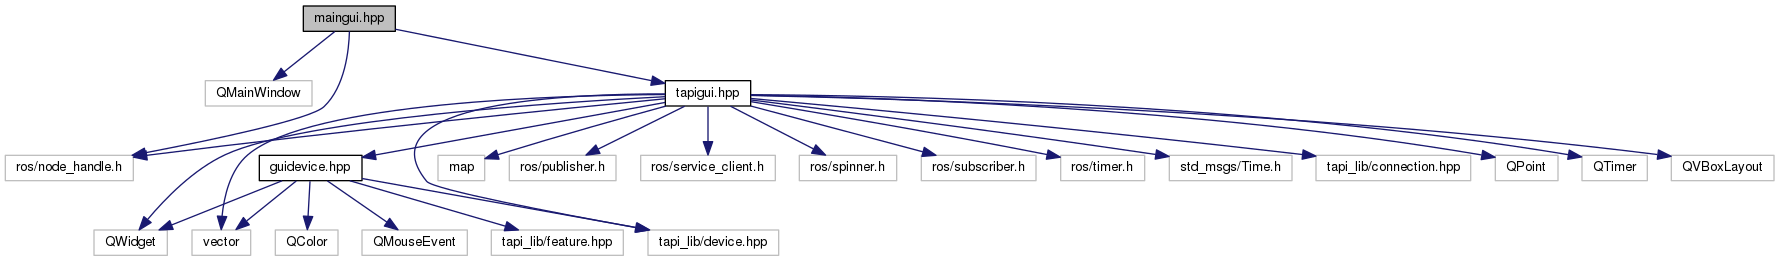 maingui.hpp
QMainWindow
tapigui.hpp
ros/node_handle.h
guidevice.hpp
map
ros/publisher.h
ros/service_client.h
ros/spinner.h
ros/subscriber.h
ros/timer.h
std_msgs/Time.h
tapi_lib/connection.hpp
QPoint
QTimer
QVBoxLayout
QWidget
vector
QColor
QMouseEvent
tapi_lib/feature.hpp
tapi_lib/device.hpp